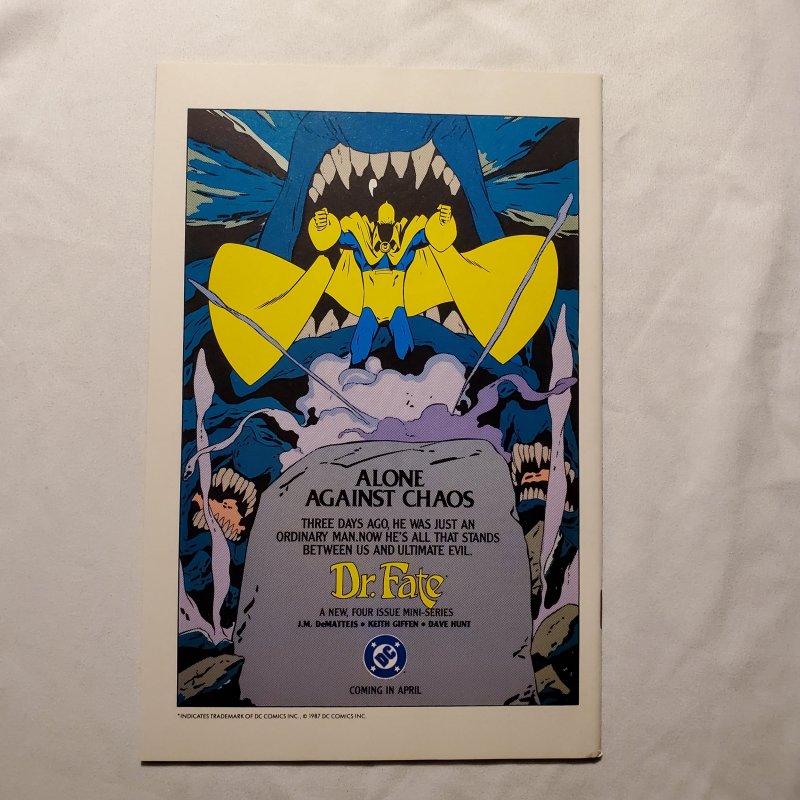 ALONE
AGAINST CHAOS
THREE DAYS AGO, HE WAS JUST AN
ORDINARY MAN.NOW HE'S ALL THAT STANDS
BETWEEN US AND ULTIMATE EVIL.
Dr. Fate*
A NEW, FOUR ISSUE MINI-SERIES
J.M. DeMATTEIS • KEITH GIFFEN • DAVE HUNT
DC
COMING IN APRIL
*INDICATES TRADEMARK OF DC COMICS INC., © 1987 DC COMICS INC.